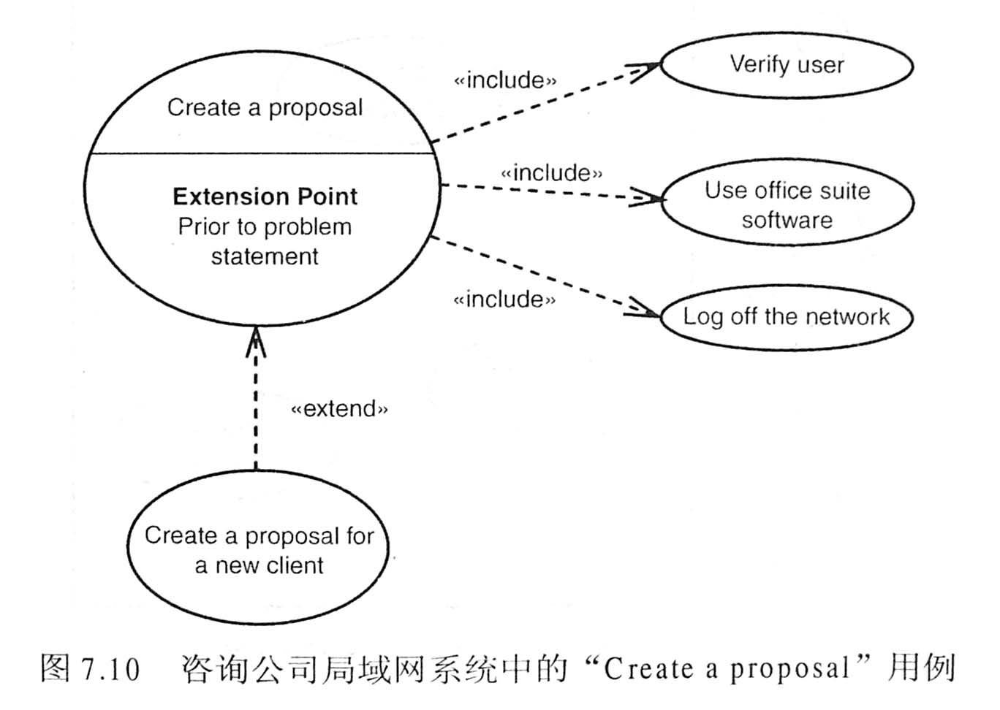 Create a proposal
Extension Point
Prior to problem
statement
«include»
Verify user
«include»
Use office suite
software
«include»
Log off the network
«extend»
Create a proposal for
a new client
图 7.10 咨询公司局域网系统中的“Create a proposal”用例